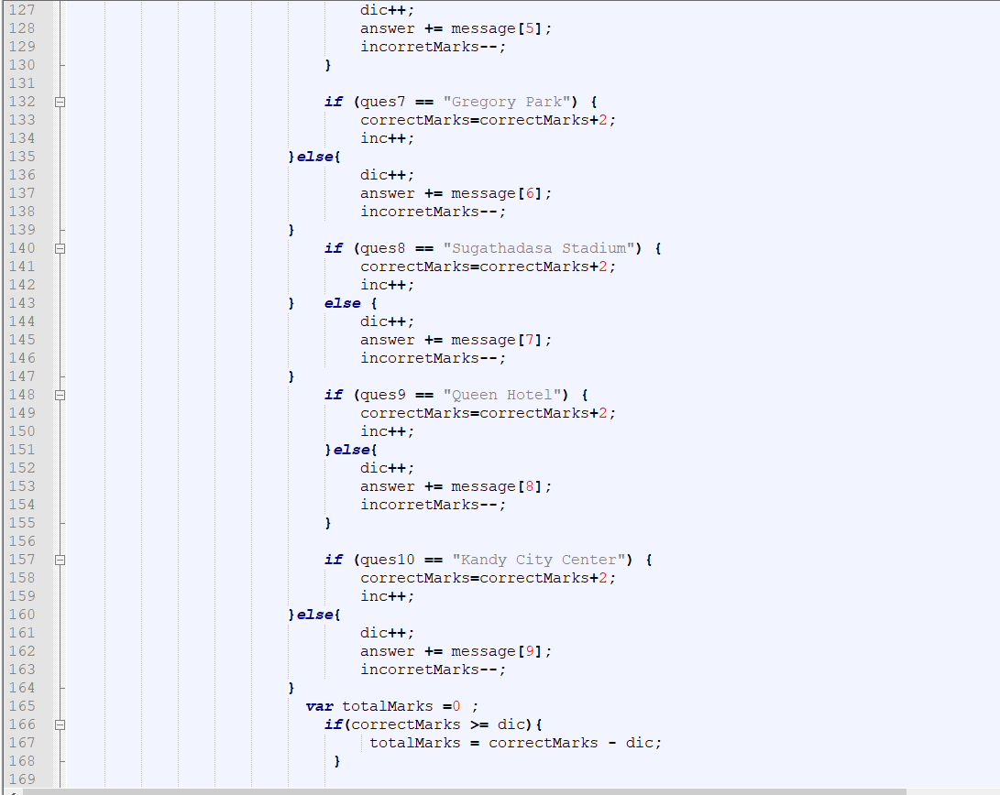 127 dic++;
128 answer += message[5];
129 incorretMarks--;
130 }
131
132 if (ques7 == "Gregory Park") {
133 correctMarks=correctMarks+2;
134 inc++;
135 }else{
136 dic++;
137 answer += message[6];
138 incorretMarks--;
139 }
140 if (ques8 == "Sugathadasa Stadium") {
141 correctMarks=correctMarks+2;
142 inc++;
143 } else {
144 dic++;
145 answer += message[7];
146 incorretMarks--;
147 }
148 if (ques9 == "Queen Hotel") {
149 correctMarks=correctMarks+2;
150 inc++;
151 }else{
152 dic++;
153 answer += message[8];
154 incorretMarks--;
155 }
156
157 if (ques10 == "Kandy City Center") {
158 correctMarks=correctMarks+2;
159 inc++;
160 }else{
161 dic++;
162 answer += message[9];
163 incorretMarks--;
164 }
165 var totalMarks =0 ;
166 if(correctMarks >= dic){
167 totalMarks = correctMarks - dic;
168 }
169